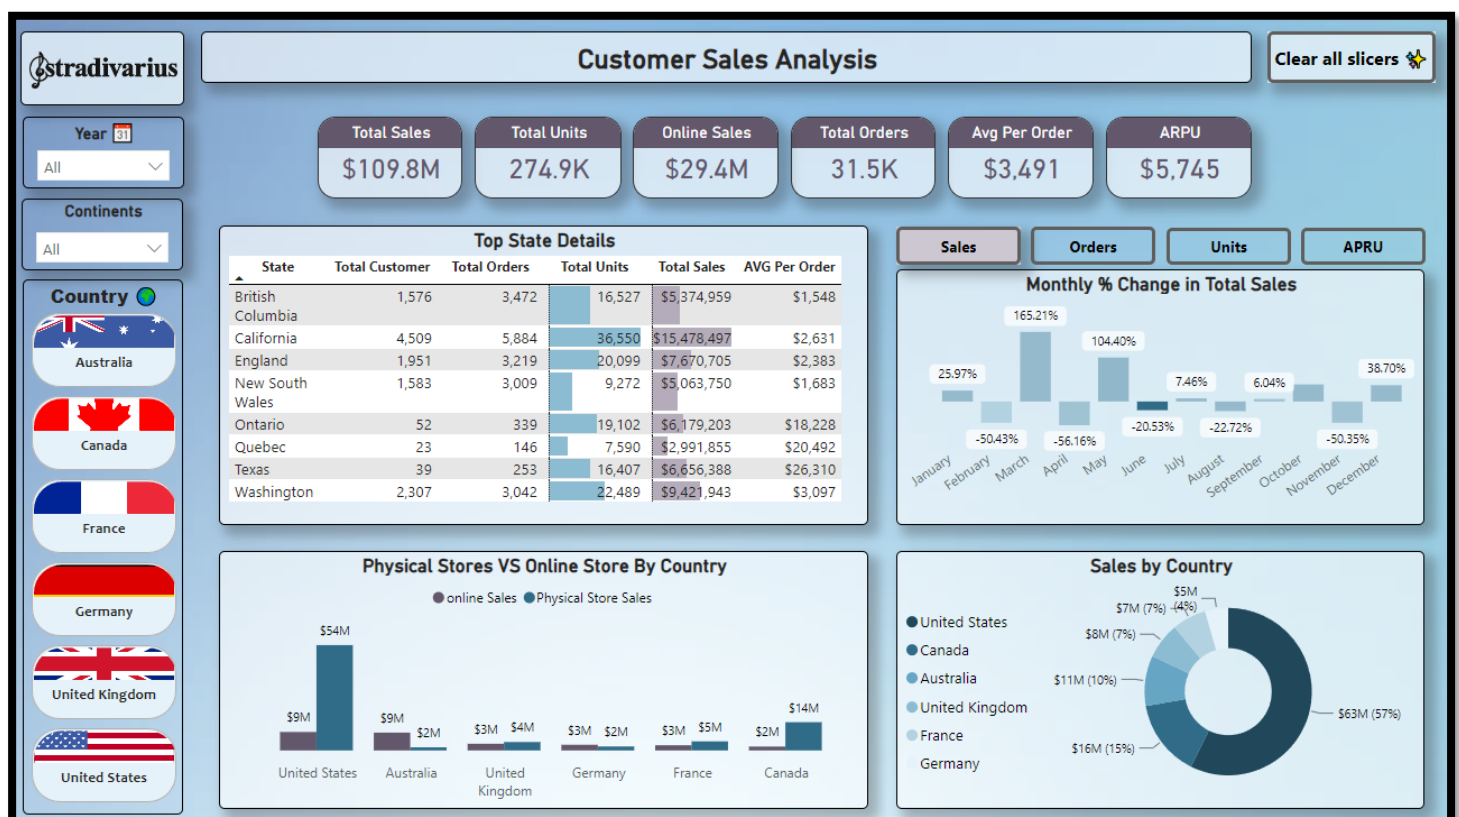 stradivarius
Customer Sales Analysis
Clear all slicers
Year 31
All
Continents
All
Country
Australia
Canada
France
Germany
United Kingdom
United States
Total Sales
$109.8M
Total Units
274.9K
Online Sales
$29.4M
Total Orders
31.5K
Avg Per Order
$3,491
ARPU
$5,745
Top State Details
State Total Customer Total Orders Total Units Total Sales AVG Per Order
British 1,576 3,472 16,527 $5,374,959 $1,548
Columbia
California 4,509 5,884 36,550 $15,478,497 $2,631
England 1,951 3,219 20,099 $7,670,705 $2,383
New South 1,583 3,009 9,272 $5,063,750 $1,683
Wales
Ontario 52 339 19,102 $6,179,203 $18,228
Quebec 23 146 7,590 $2,991,855 $20,492
Texas 39 253 16,407 $6,656,388 $26,310
Washington 2,307 3,042 22,489 $9,421,943 $3,097
Sales Orders Units APRU
Monthly % Change in Total Sales
25.97%
-50.43%
165.21%
-56.16%
104.40%
-20.53%
7.46%
-22.72%
6.04%
-50.35%
38.70%
January
February
March
April
May
June
July
August
September
October
November
December
Physical Stores VS Online Store By Country
online Sales Physical Store Sales
$9M $54M
$9M $2M
$3M $4M
$3M $2M
$3M $5M
$2M $14M
United States
Australia
United
Kingdom
Germany
France
Canada
Sales by Country
United States
Canada
Australia
United Kingdom
France
Germany
$5M
(4%)
$7M (7%)
$8M (7%)
$11M (10%)
$16M (15%)
$63M (57%)